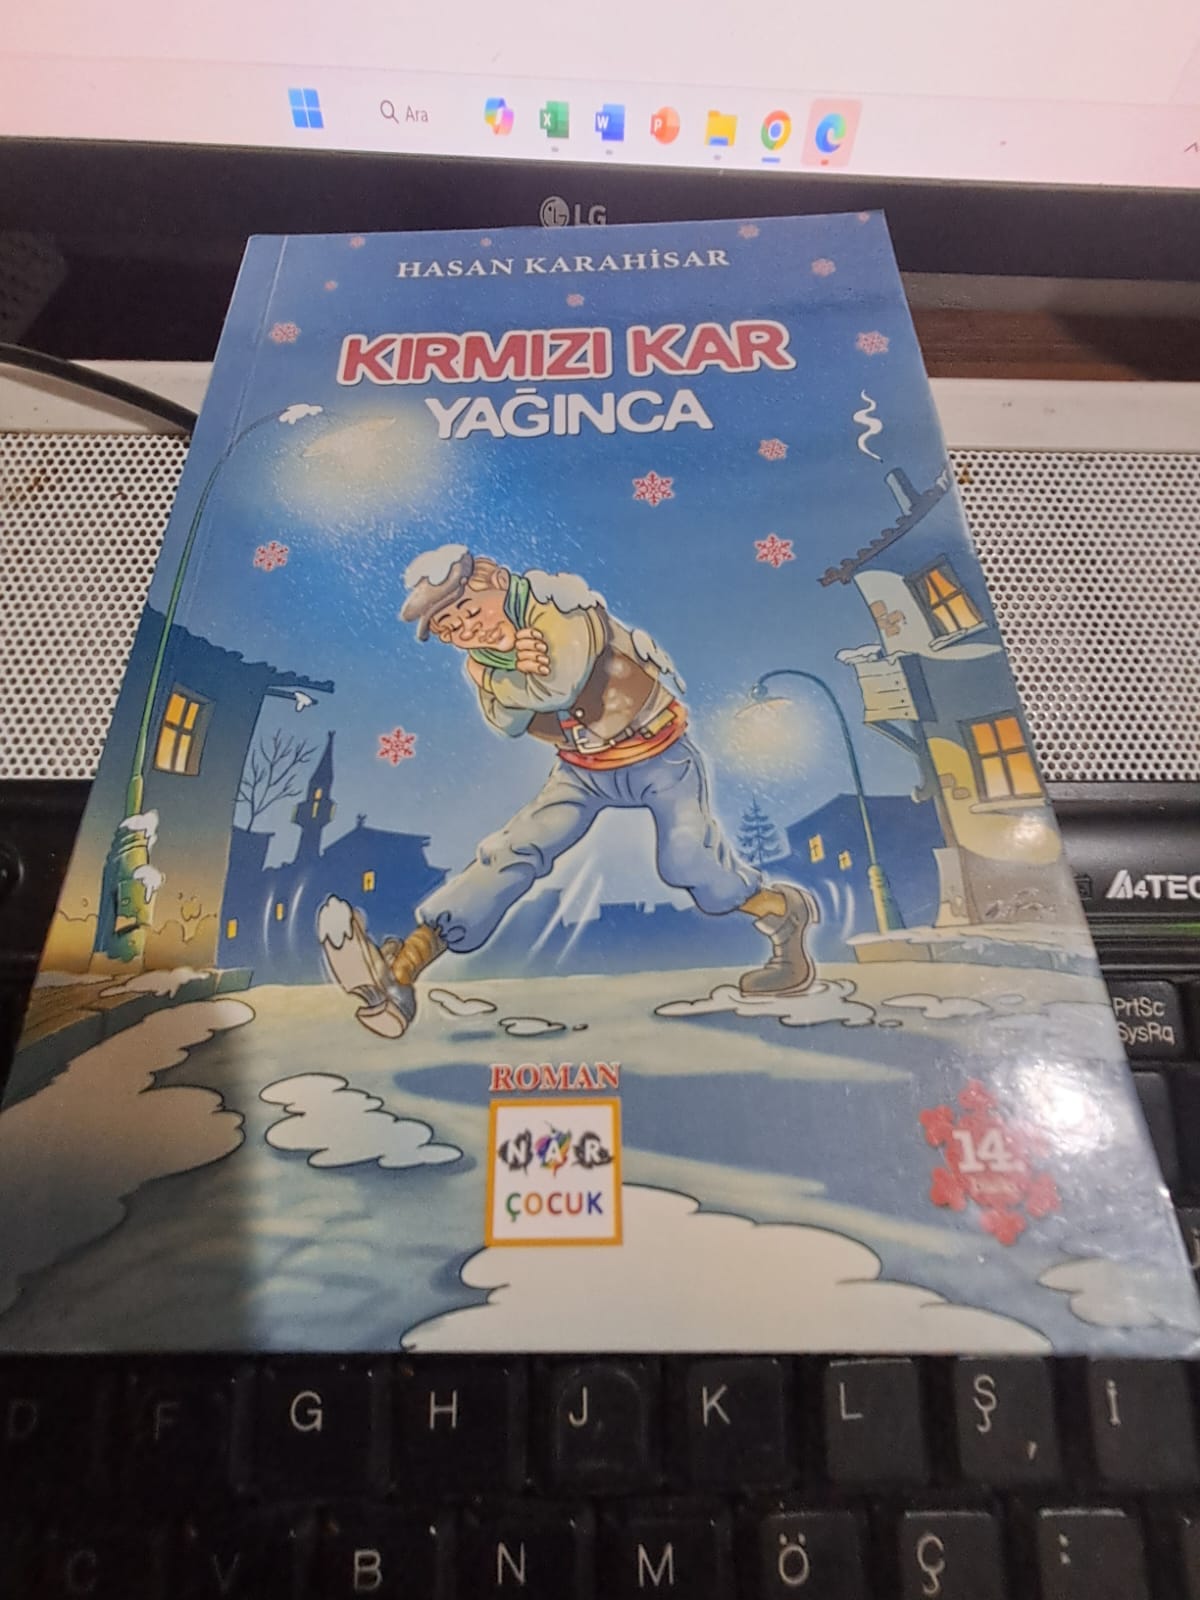 Ara
LG
HASAN KARAHİSAR
KIRMIZI KAR
YAĞINCA
A4TEC
PrtSc
SysRq
ROMAN
NAR
ÇOCUK
14.
D F G H J K L Ş İ
,
C V B N M Ö Ç :
.